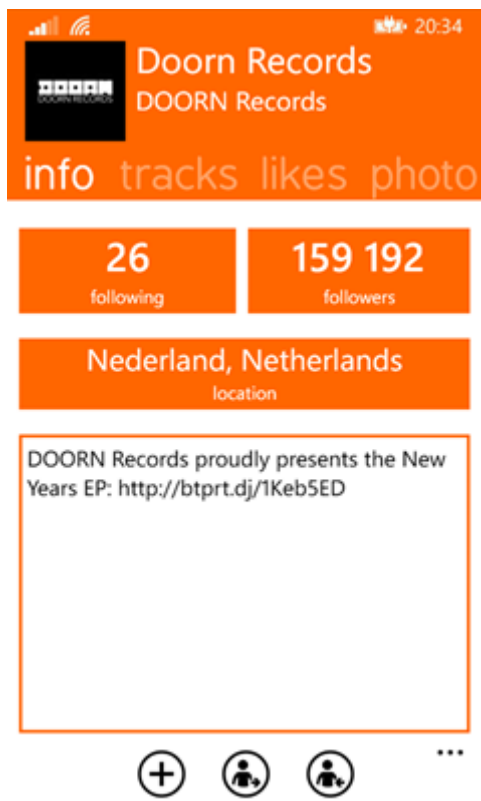 20:34
Doorn Records
DOORN RECORDS
DOORN Records
info tracks likes photo
26
following
159 192
followers
Nederland, Netherlands
location
DOORN Records proudly presents the New
Years EP: http://btprt.dj/1Keb5ED
...